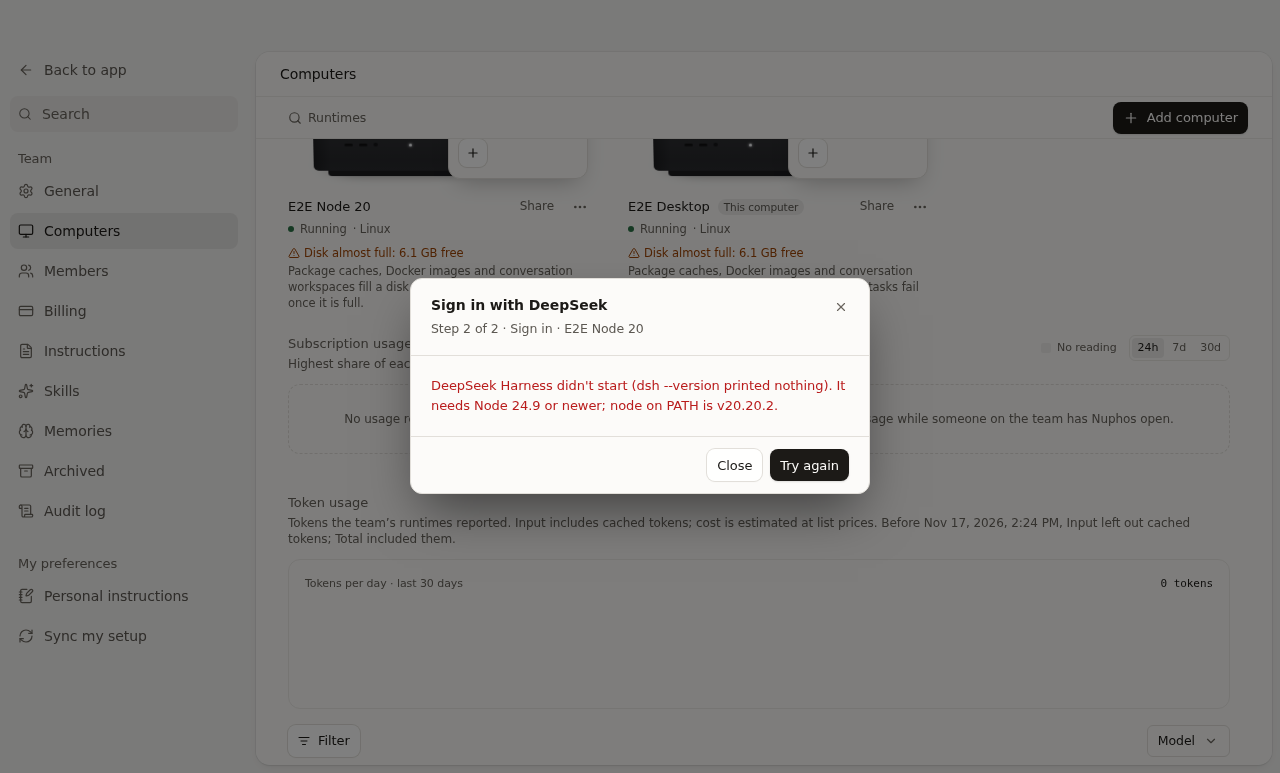 Back to app
Search
Team
General
Computers
Members
Billing
Instructions
Skills
Memories
Archived
Audit log
My preferences
Personal instructions
Sync my setup
Computers
Runtimes
Add computer
E2E Node 20
Share
Running · Linux
Disk almost full: 6.1 GB free
Package caches, Docker images and conversation
workspaces fill a disk
once it is full.
E2E Desktop
This computer
Share
Running · Linux
Disk almost full: 6.1 GB free
Package caches, Docker images and conversation
tasks fail
Sign in with DeepSeek
Step 2 of 2 · Sign in · E2E Node 20
DeepSeek Harness didn't start (dsh --version printed nothing). It
needs Node 24.9 or newer; node on PATH is v20.20.2.
Close
Try again
Subscription usage
Highest share of eac
No reading
24h
7d
30d
No usage re
age while someone on the team has Nuphos open.
Token usage
Tokens the team’s runtimes reported. Input includes cached tokens; cost is estimated at list prices. Before Nov 17, 2026, 2:24 PM, Input left out cached
tokens; Total included them.
Tokens per day · last 30 days
0 tokens
Filter
Model